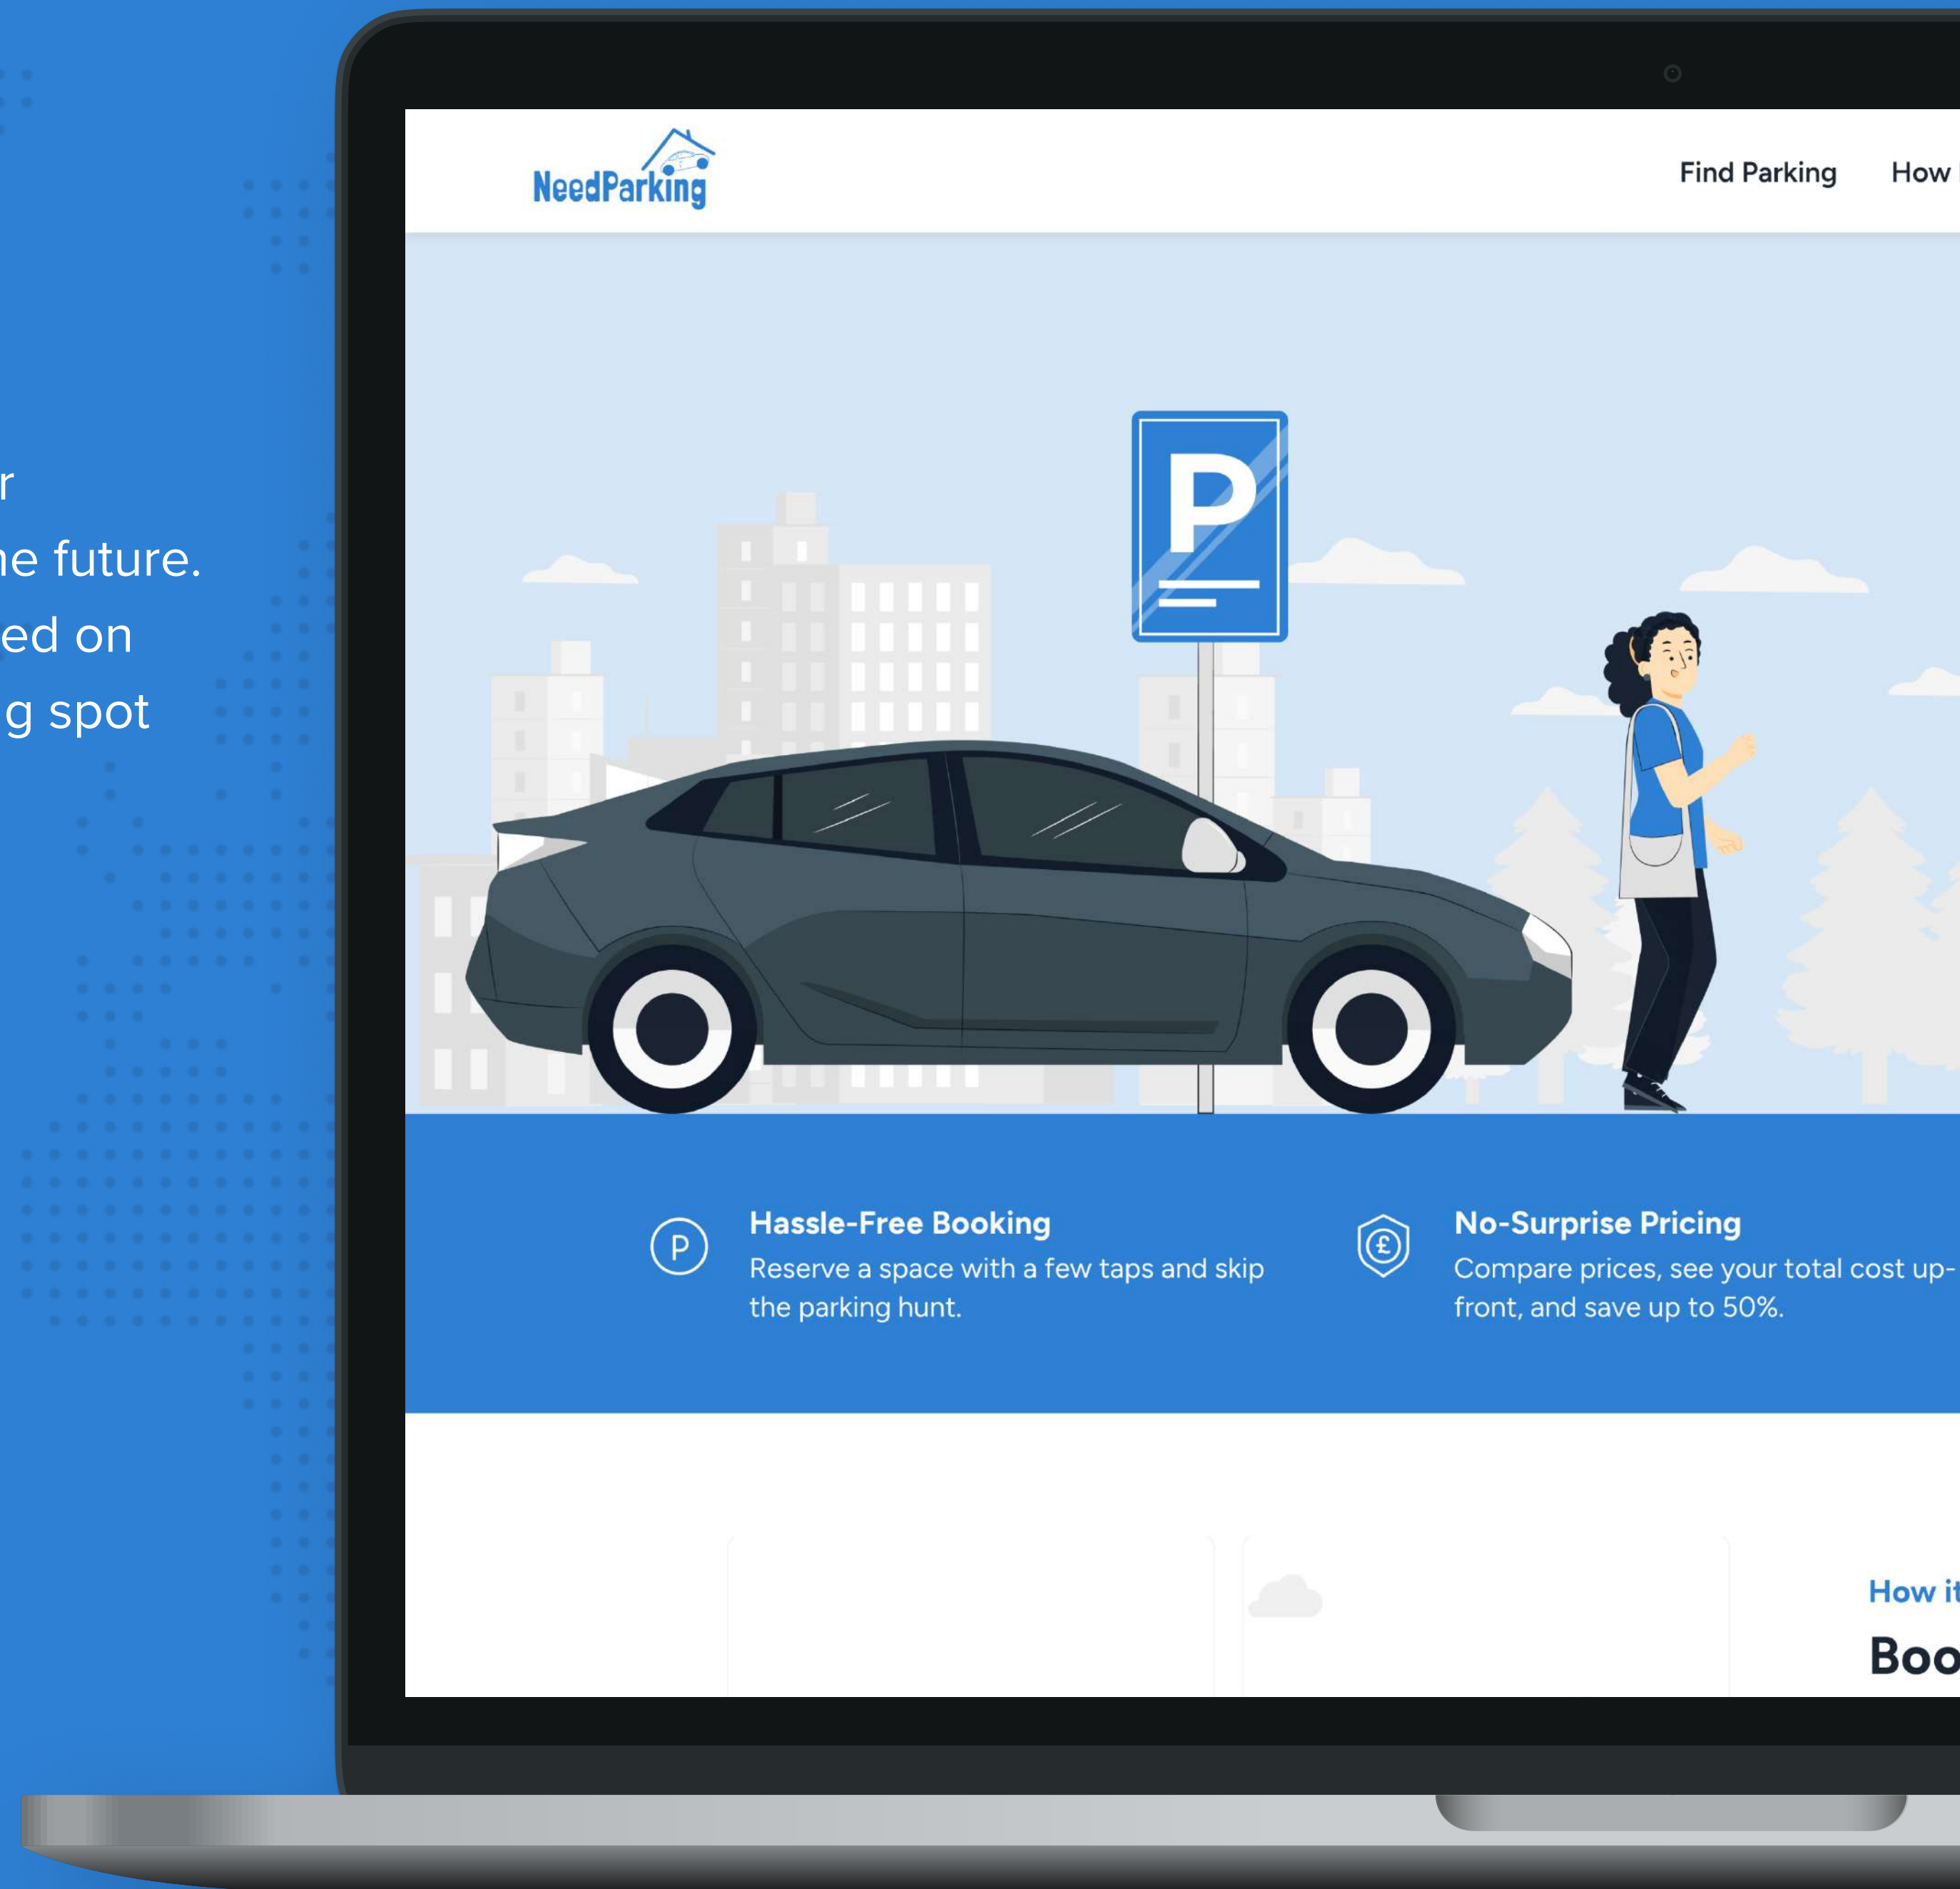 r
ne future.
ed on
g spot
NeedParking
Find Parking
How
P
P
Hassle-Free Booking
Reserve a space with a few taps and skip
the parking hunt.
£
No-Surprise Pricing
Compare prices, see your total cost up-
front, and save up to 50%.
How it
Boo